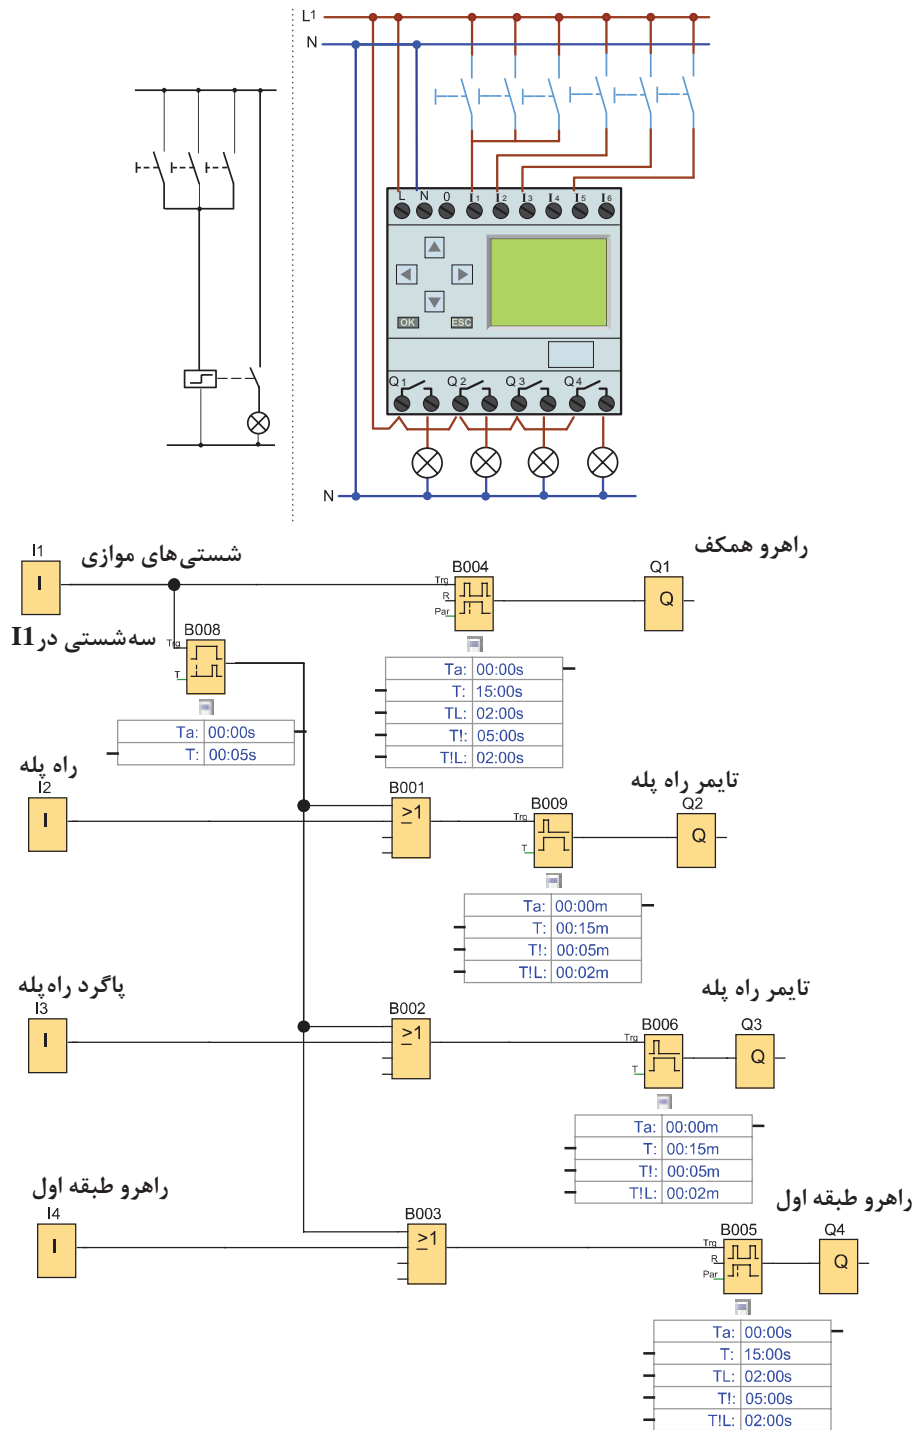 L1
N
L N 0 I1 I2 I3 I4 I5 I6
OK ESC
Q1 Q2 Q3 Q4
N
I1
I
شستی‌های موازی
سه‌شستی در I1
B008
Trg
T
Ta: 00:00s
T: 00:05s
B004
Trg
R
Par
Ta: 00:00s
T: 15:00s
TL: 02:00s
T!: 05:00s
T!L: 02:00s
راهرو همکف
Q1
Q
راه پله
I2
I
B001
≥1
تایمر راه پله
B009
Trg
T
Ta: 00:00m
T: 00:15m
T!: 00:05m
T!L: 00:02m
Q2
Q
پاگرد راه‌پله
I3
I
B002
≥1
تایمر راه پله
B006
Trg
T
Ta: 00:00m
T: 00:15m
T!: 00:05m
T!L: 00:02m
Q3
Q
راهرو طبقه اول
I4
I
B003
≥1
راهرو طبقه اول
B005
Trg
R
Par
Ta: 00:00s
T: 15:00s
TL: 02:00s
T!: 05:00s
T!L: 02:00s
Q4
Q